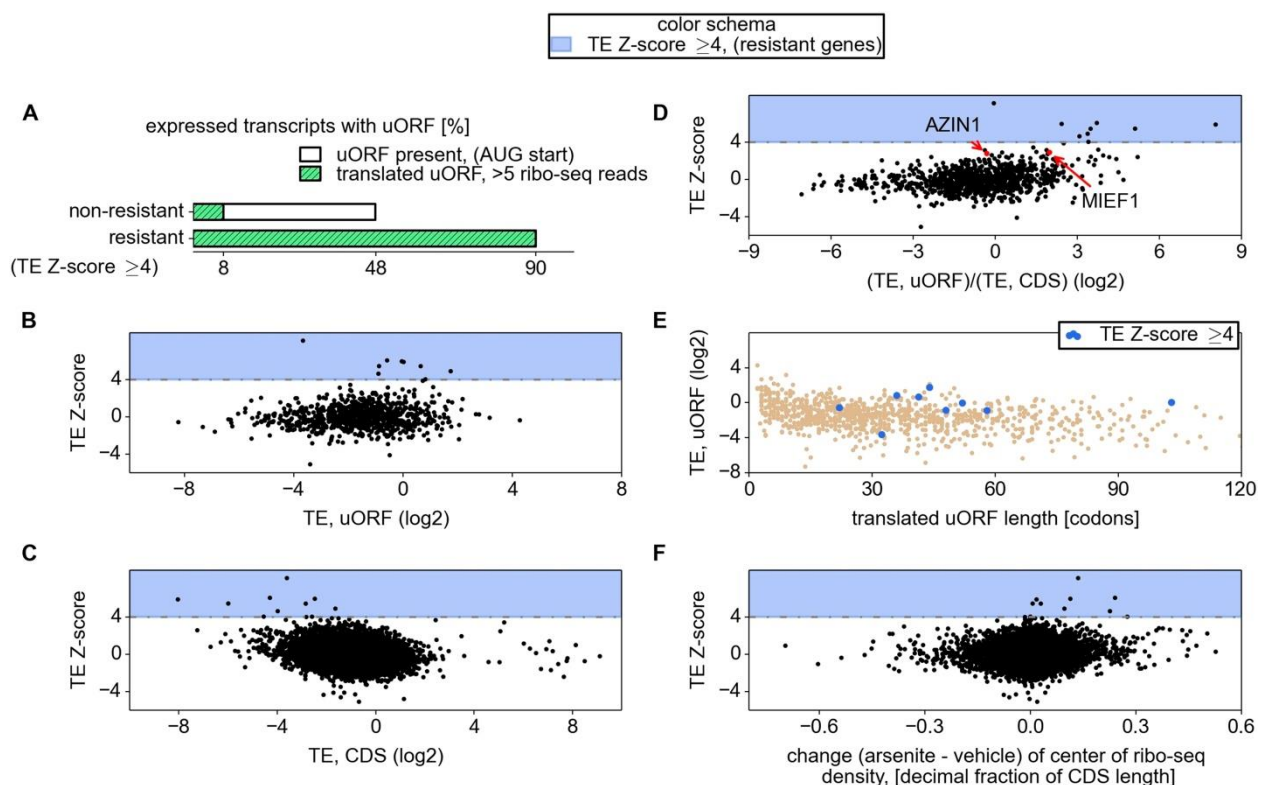 color schema
TE Z-score ≥4, (resistant genes)
A
expressed transcripts with uORF [%]
uORF present, (AUG start)
translated uORF, >5 ribo-seq reads
non-resistant
resistant
(TE Z-score ≥4)
8 48 90
B
TE Z-score
4
0
−4
−8 −4 0 4 8
TE, uORF (log2)
C
TE Z-score
4
0
−4
−8 −4 0 4 8
TE, CDS (log2)
D
TE Z-score
4
0
−4
AZIN1
MIEF1
−9 −6 −3 0 3 6 9
(TE, uORF)/(TE, CDS) (log2)
E
TE Z-score ≥4
TE, uORF (log2)
8
4
0
−4
−8
0 30 60 90 120
translated uORF length [codons]
F
TE Z-score
4
0
−4
−0.6 −0.3 0.0 0.3 0.6
change (arsenite - vehicle) of center of ribo-seq
density, [decimal fraction of CDS length]